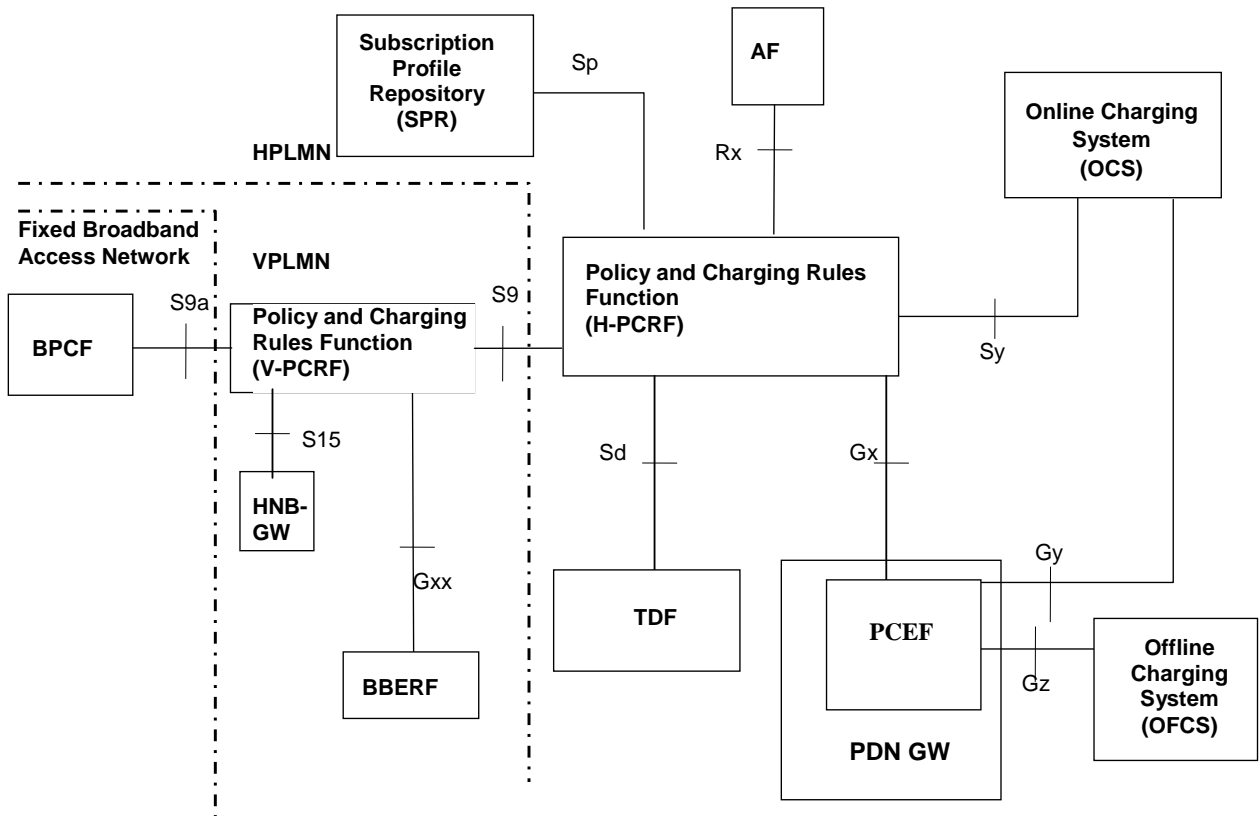 Subscription
Profile
Repository
(SPR)
Sp
AF
Rx
Online Charging
System
(OCS)
HPLMN
Fixed Broadband
Access Network
VPLMN
BPCF
S9a
Policy and Charging
Rules Function
(V-PCRF)
S9
Policy and Charging Rules
Function
(H-PCRF)
Sy
S15
HNB-
GW
Gxx
BBERF
Sd
TDF
Gx
PCEF
PDN GW
Gy
Gz
Offline
Charging
System
(OFCS)